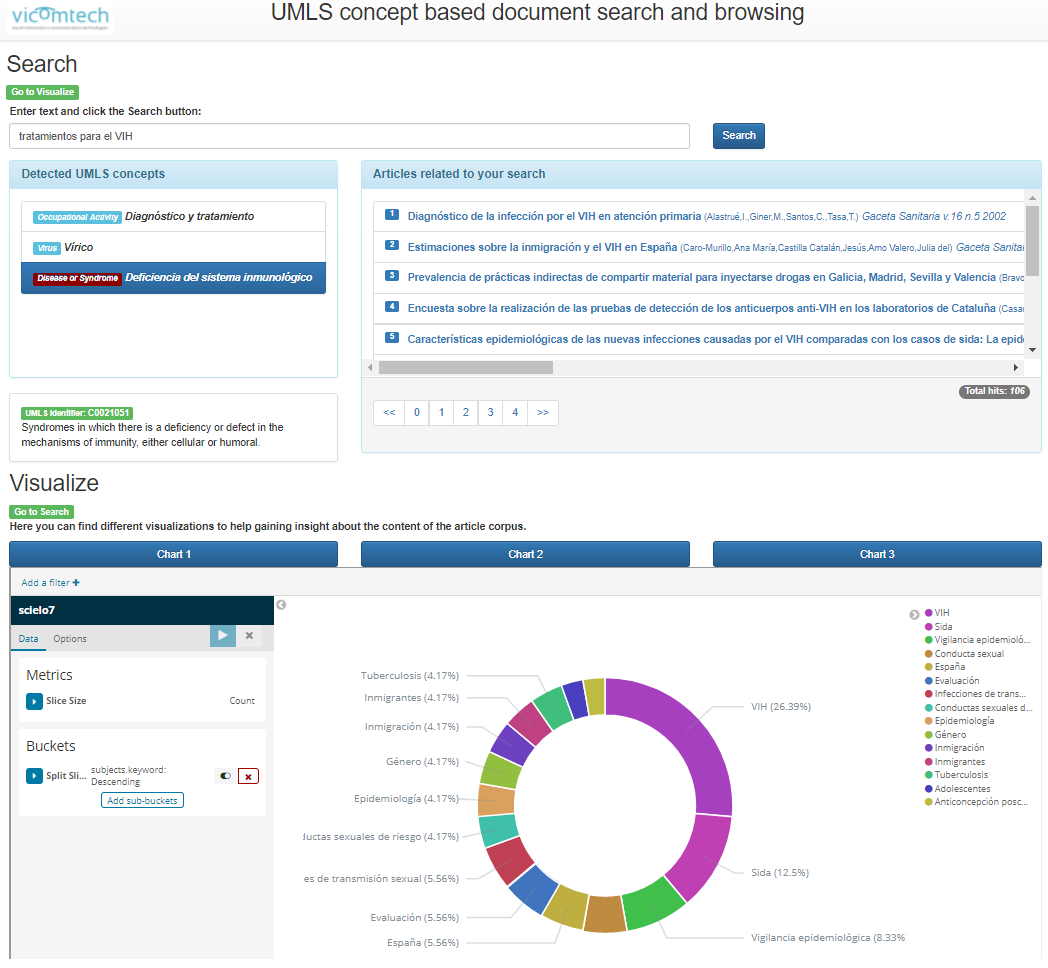 vicomtech
UMLS concept based document search and browsing
Search
Go to Visualize
Enter text and click the Search button:
tratamientos para el VIH
Search
Detected UMLS concepts
Occupational Activity Diagnóstico y tratamiento
Virus Vírico
Disease or Syndrome Deficiencia del sistema inmunológico
UMLS Identifier: C0021051
Syndromes in which there is a deficiency or defect in the
mechanisms of immunity, either cellular or humoral.
Articles related to your search
1 Diagnóstico de la infección por el VIH en atención primaria (Alastrué,I.,Giner,M.,Santos,C.,Tasa,T.) Gaceta Sanitaria v.16 n.5 2002
2 Estimaciones sobre la inmigración y el VIH en España (Caro-Murillo,Ana María,Castilla Catalán,Jesús,Amo Valero,Julia del) Gaceta Sanitar
3 Prevalencia de prácticas indirectas de compartir material para inyectarse drogas en Galicia, Madrid, Sevilla y Valencia (Bravo
4 Encuesta sobre la realización de las pruebas de detección de los anticuerpos anti-VIH en los laboratorios de Cataluña (Casa
5 Características epidemiológicas de las nuevas infecciones causadas por el VIH comparadas con los casos de sida: La epid
Total hits: 106
<< 0 1 2 3 4 >>
Visualize
Go to Search
Here you can find different visualizations to help gaining insight about the content of the article corpus.
Chart 1
Chart 2
Chart 3
Add a filter +
scielo7
Data Options
Metrics
Slice Size Count
Buckets
Split Sli... subjects.keyword:
Descending
Add sub-buckets
Tuberculosis (4.17%)
Inmigrantes (4.17%)
Inmigración (4.17%)
Género (4.17%)
Epidemiología (4.17%)
ductas sexuales de riesgo (4.17%)
es de transmisión sexual (5.56%)
Evaluación (5.56%)
España (5.56%)
VIH (26.39%)
Sida (12.5%)
Vigilancia epidemiológica (8.33%
VIH
Sida
Vigilancia epidemioló...
Conducta sexual
España
Evaluación
Infecciones de trans...
Conductas sexuales d...
Epidemiología
Género
Inmigración
Inmigrantes
Tuberculosis
Adolescentes
Anticoncepción posc...